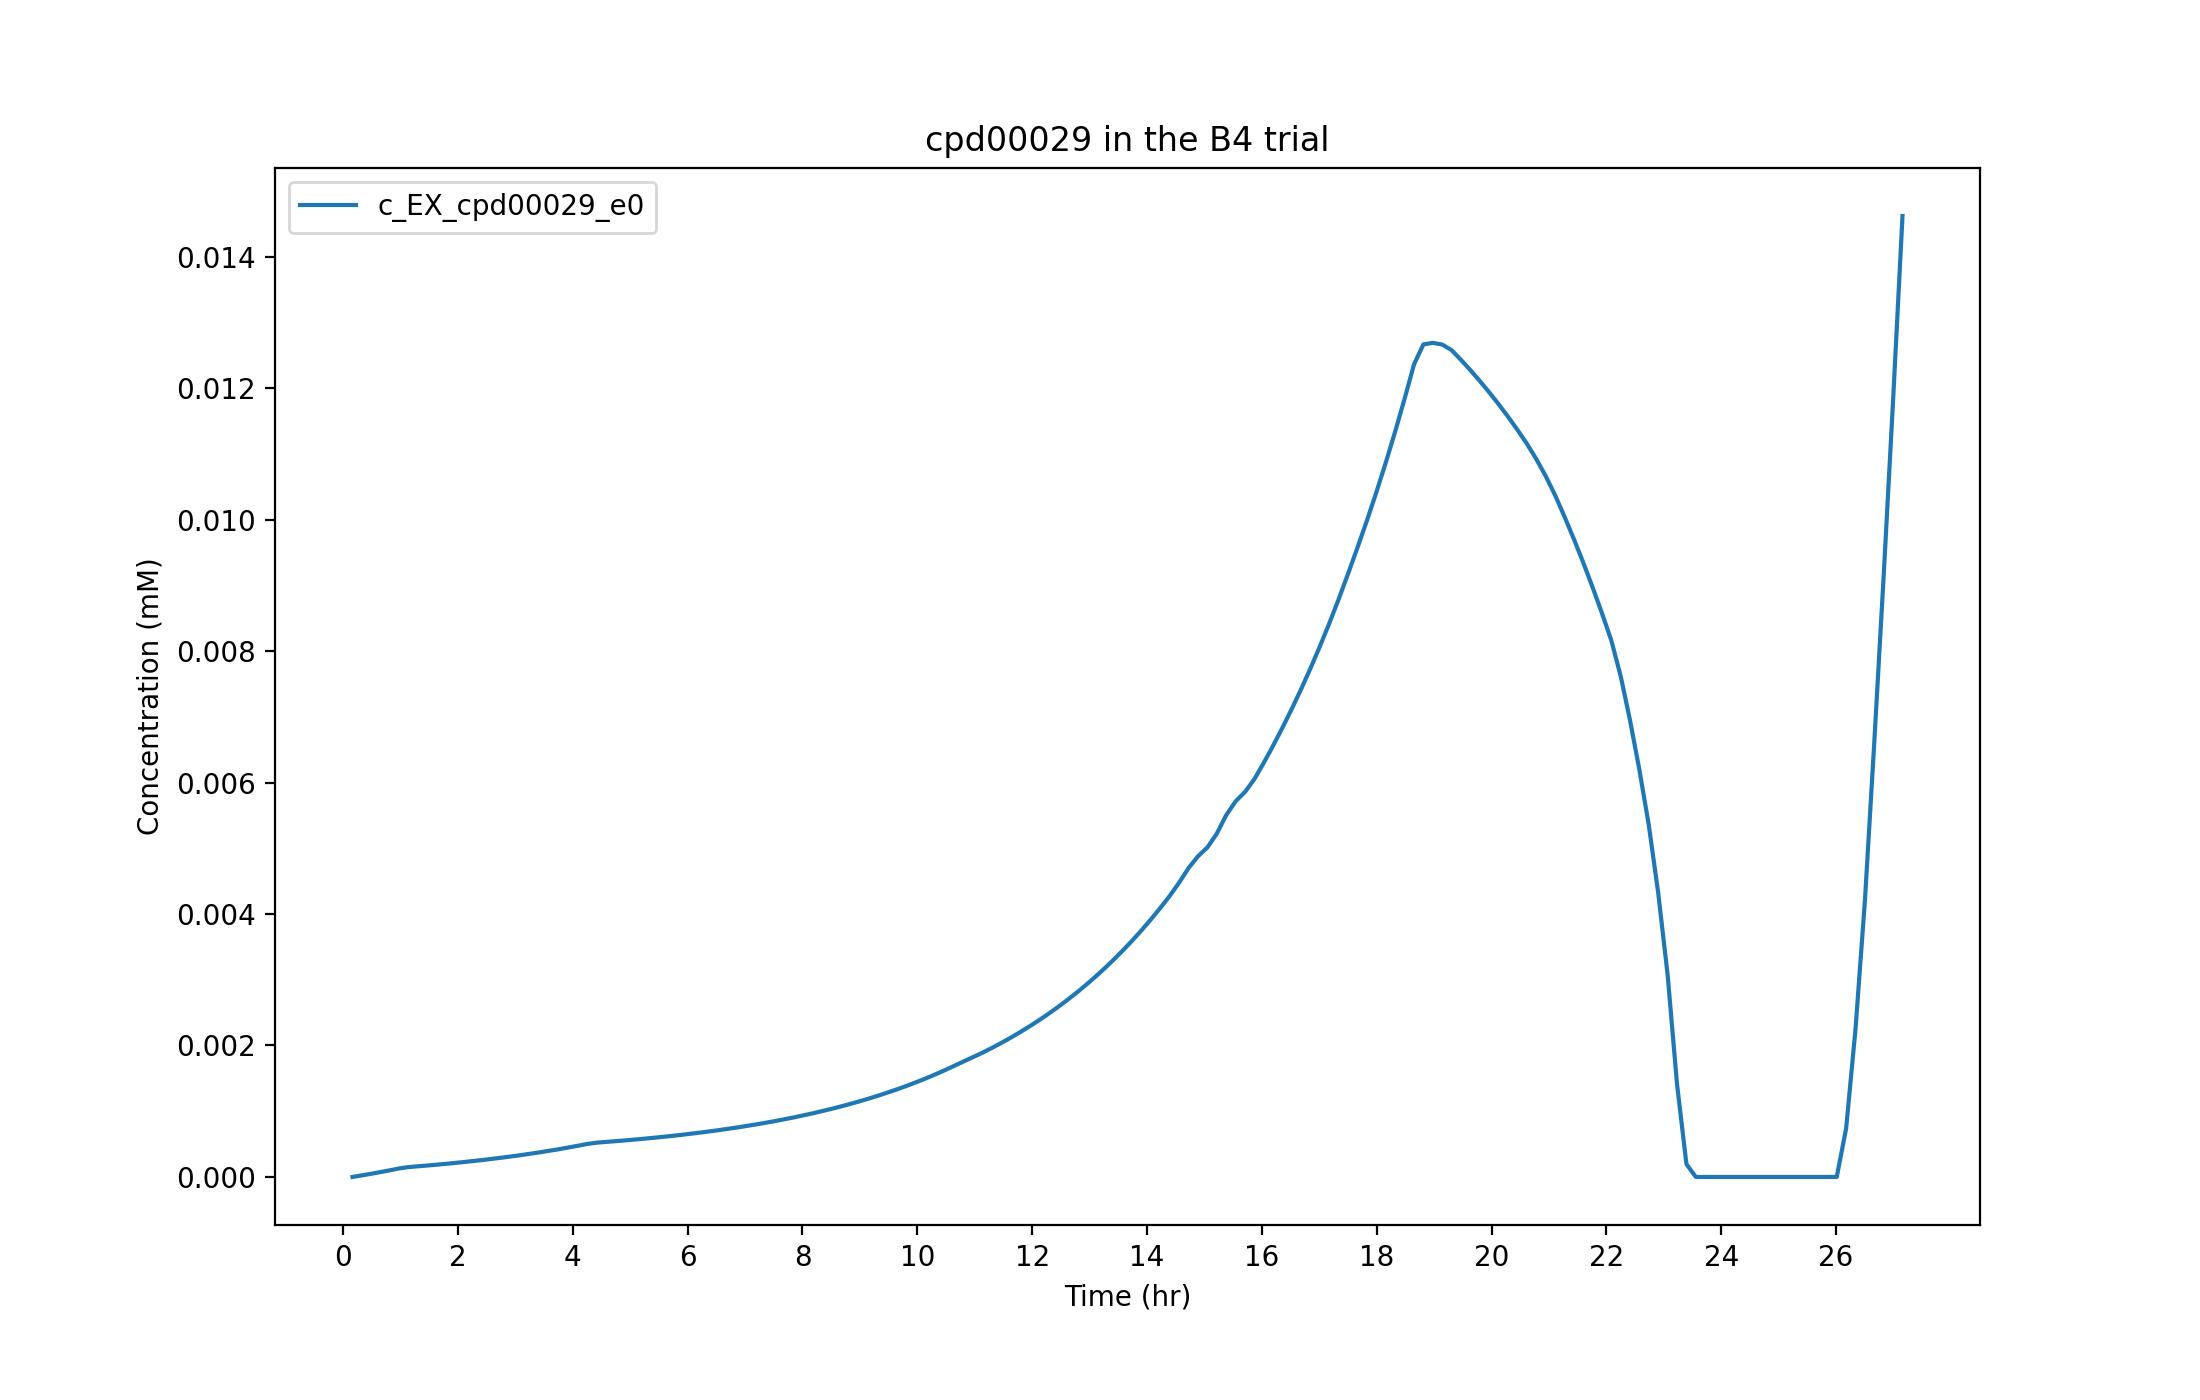 cpd00029 in the B4 trial
c_EX_cpd00029_e0
0.014
0.012
0.010
0.008
0.006
0.004
0.002
0.000
Concentration (mM)
0 2 4 6 8 10 12 14 16 18 20 22 24 26
Time (hr)